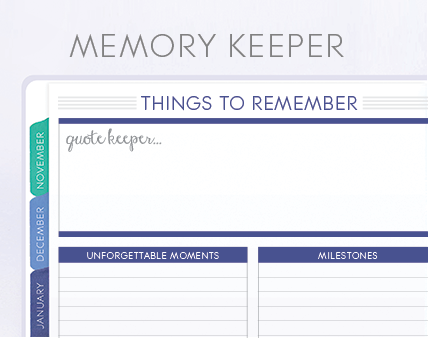 MEMORY KEEPER
THINGS TO REMEMBER
quote keeper...
NOVEMBER
DECEMBER
JANUARY
UNFORGETTABLE MOMENTS
MILESTONES